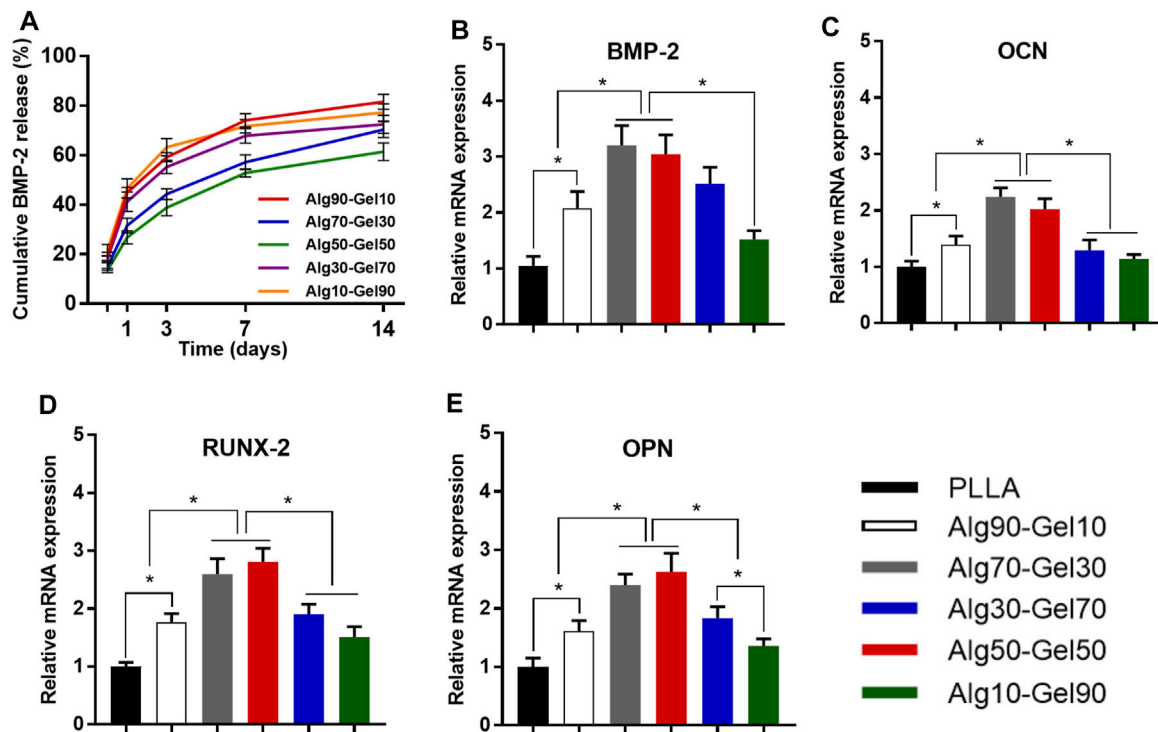 A
Cumulative BMP-2 release (%)
100
80
60
40
20
0
1 3 7 14
Time (days)
Alg90-Gel10
Alg70-Gel30
Alg50-Gel50
Alg30-Gel70
Alg10-Gel90
B
BMP-2
Relative mRNA expression
5
4
3
2
1
0
*
*
*
C
OCN
Relative mRNA expression
5
4
3
2
1
0
*
*
*
D
RUNX-2
Relative mRNA expression
5
4
3
2
1
0
*
*
*
E
OPN
Relative mRNA expression
5
4
3
2
1
0
*
*
*
*
PLLA
Alg90-Gel10
Alg70-Gel30
Alg30-Gel70
Alg50-Gel50
Alg10-Gel90